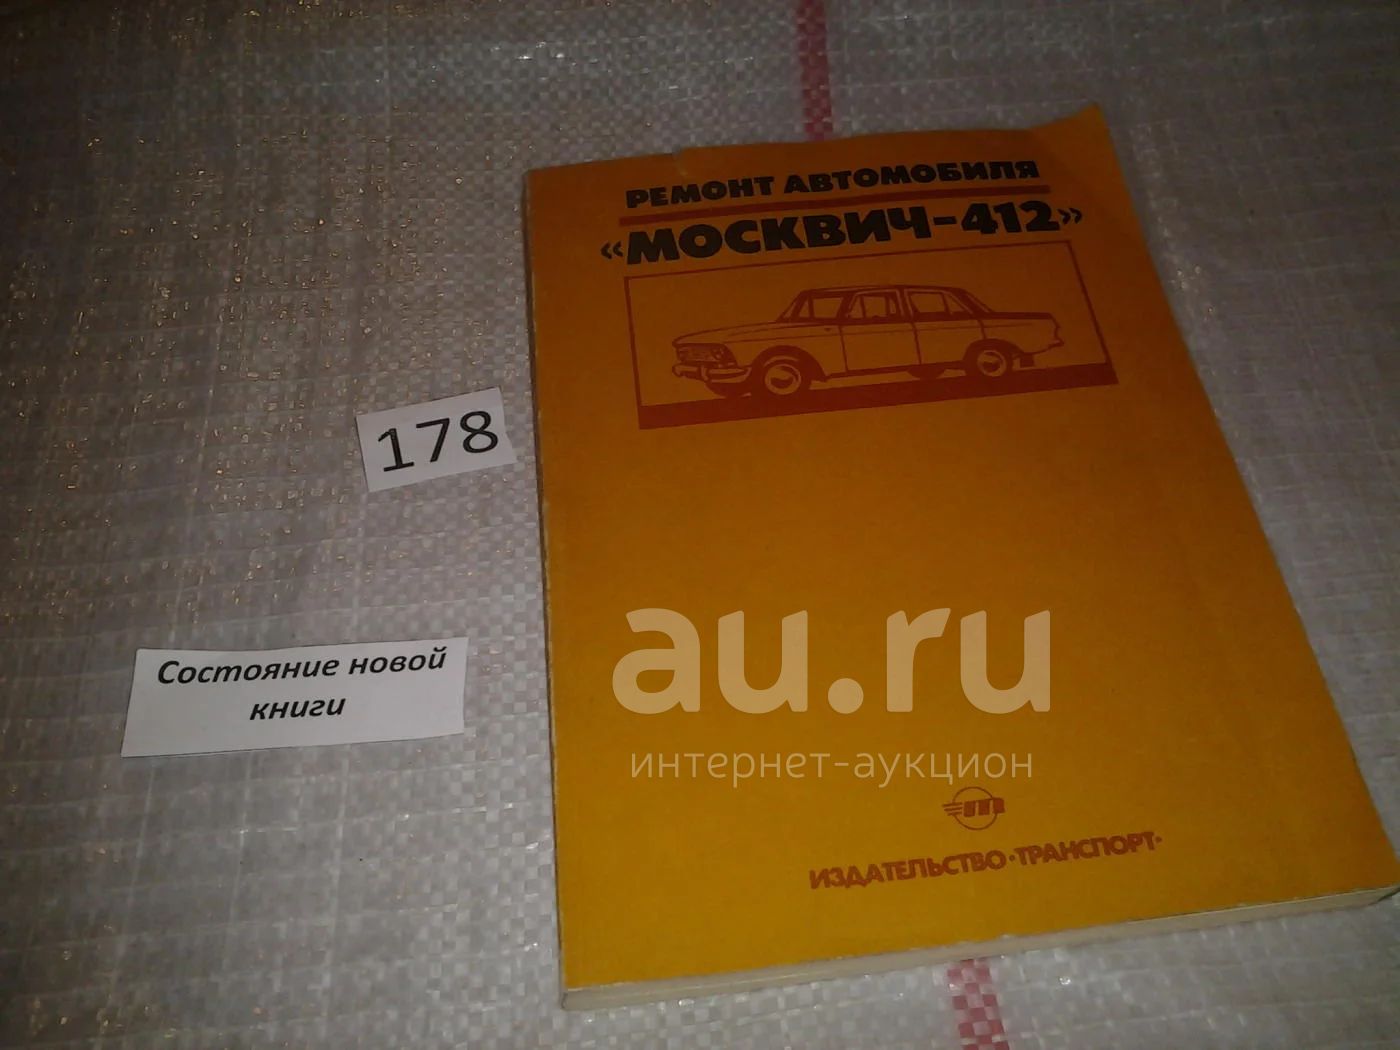 РЕМОНТ АВТОМОБИЛЯ
«МОСКВИЧ-412»
178
Состояние новой
книги
au.ru
интернет-аукцион
ИЗДАТЕЛЬСТВО·ТРАНСПОРТ·